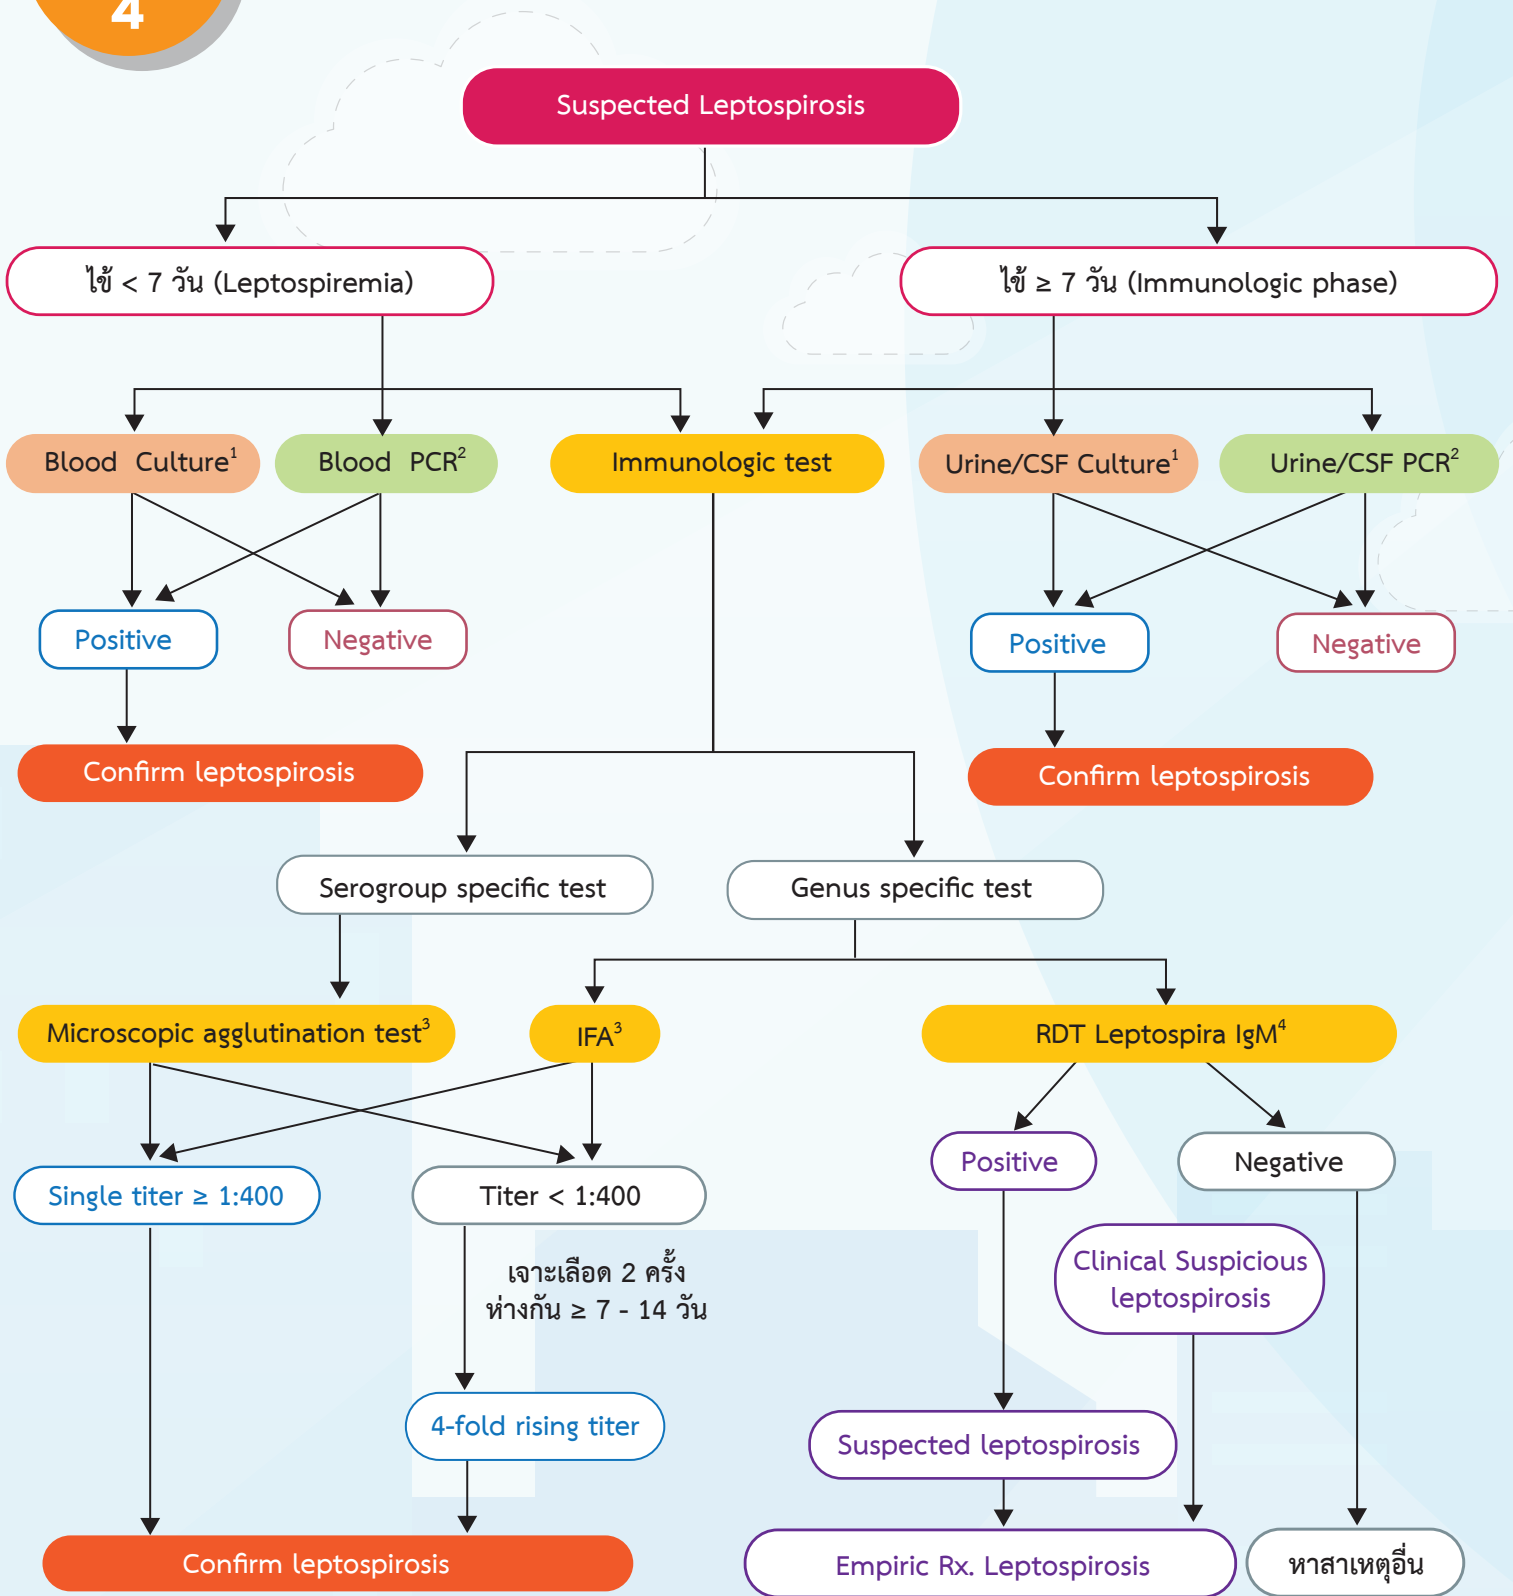 4
Suspected Leptospirosis
ไข้ < 7 วัน (Leptospiremia)
ไข้ ≥ 7 วัน (Immunologic phase)
Blood Culture¹
Blood PCR²
Immunologic test
Urine/CSF Culture¹
Urine/CSF PCR²
Positive
Negative
Positive
Negative
Confirm leptospirosis
Confirm leptospirosis
Serogroup specific test
Genus specific test
Microscopic agglutination test³
IFA³
RDT Leptospira IgM⁴
Positive
Negative
Single titer ≥ 1:400
Titer < 1:400
เจาะเลือด 2 ครั้ง
ห่างกัน ≥ 7 - 14 วัน
Clinical Suspicious
leptospirosis
4-fold rising titer
Suspected leptospirosis
Confirm leptospirosis
Empiric Rx. Leptospirosis
หาสาเหตุอื่น